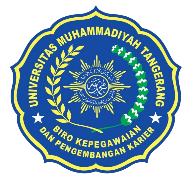 UNIVERSITAS MUHAMMADIYAH TANGERANG
BIRO KEPEGAWAIAN
DAN PENGEMBANGAN KARIER